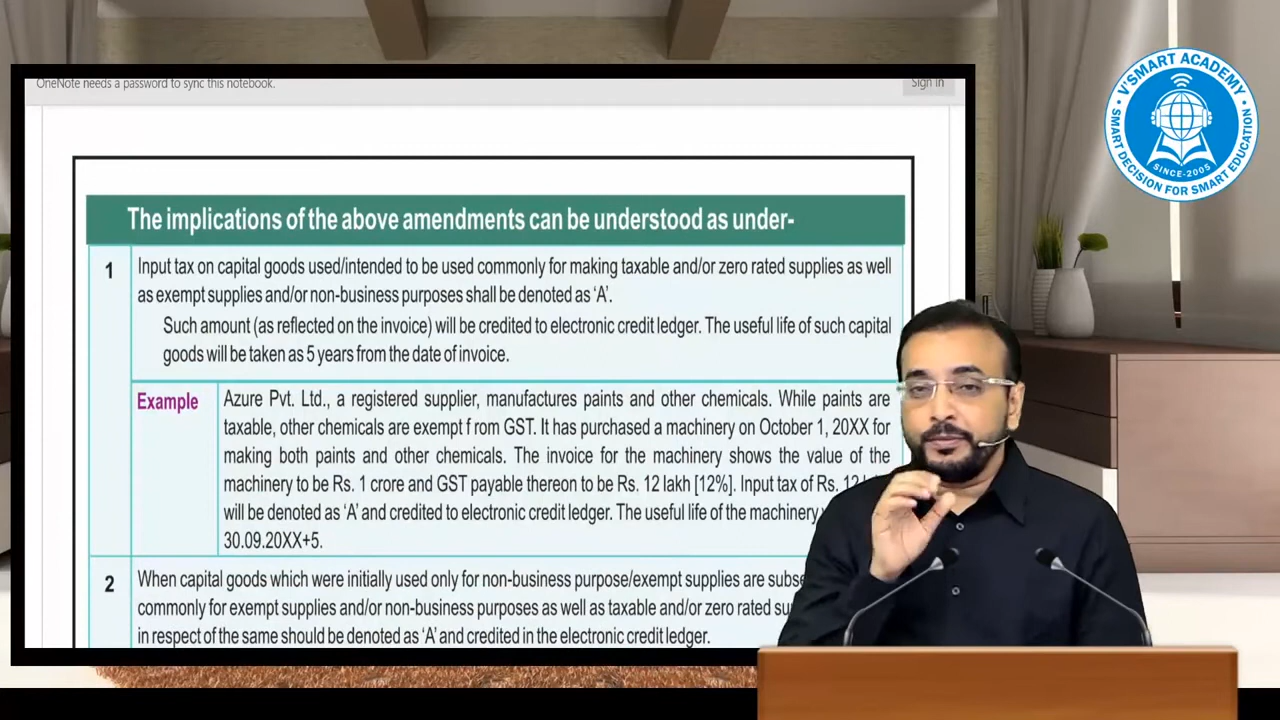 OneNote needs a password to sync this notebook.
Sign in
V'SMART ACADEMY
SINCE-2005
SMART DECISION FOR SMART EDUCATION
The implications of the above amendments can be understood as under-
1
Input tax on capital goods used/intended to be used commonly for making taxable and/or zero rated supplies as well
as exempt supplies and/or non-business purposes shall be denoted as ‘A’.
Such amount (as reflected on the invoice) will be credited to electronic credit ledger. The useful life of such capital
goods will be taken as 5 years from the date of invoice.
Example
Azure Pvt. Ltd., a registered supplier, manufactures paints and other chemicals. While paints are
taxable, other chemicals are exempt f rom GST. It has purchased a machinery on October 1, 20XX for
making both paints and other chemicals. The invoice for the machinery shows the value of the
machinery to be Rs. 1 crore and GST payable thereon to be Rs. 12 lakh [12%]. Input tax of Rs. 12
will be denoted as ‘A’ and credited to electronic credit ledger. The useful life of the machinery
30.09.20XX+5.
2
When capital goods which were initially used only for non-business purpose/exempt supplies are
commonly for exempt supplies and/or non-business purposes as well as taxable and/or zero rated
in respect of the same should be denoted as ‘A’ and credited in the electronic credit ledger.